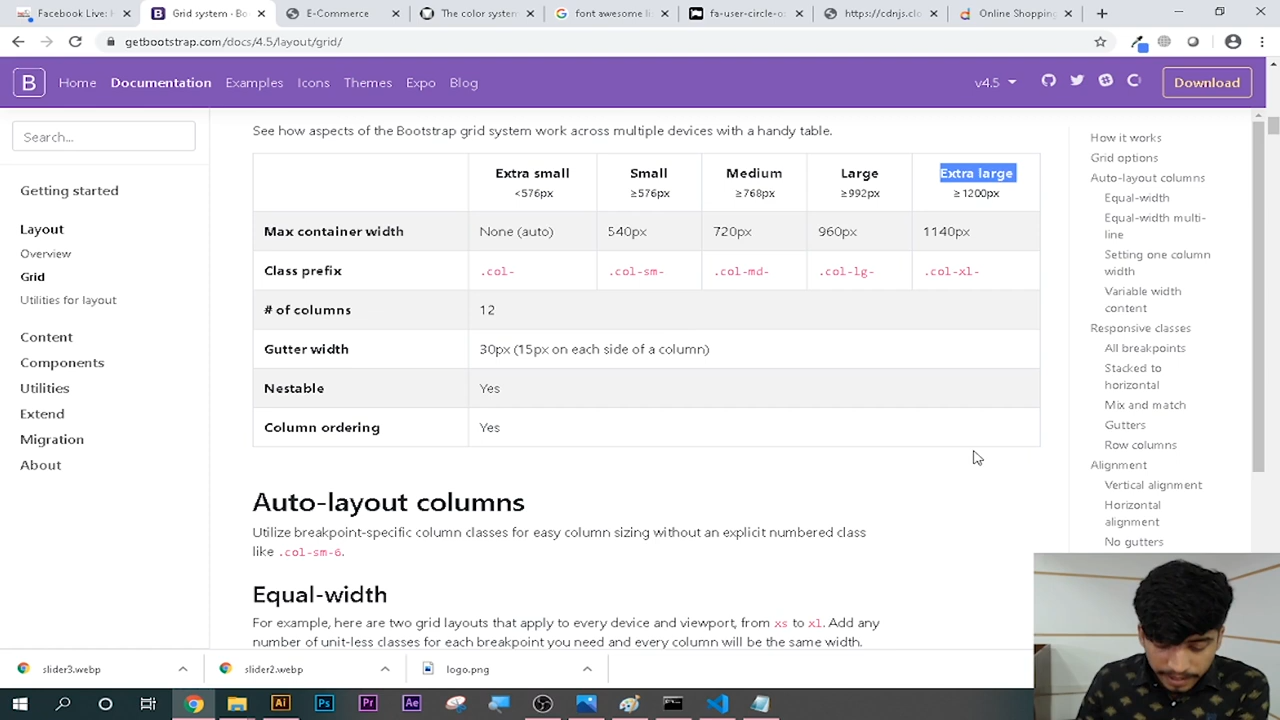 Facebook Live: H
Grid system · Bo
E-Commerce
The color system
font awesome li
fa-user-circle-o:
https://cdnjs.clo
Online Shopping
getbootstrap.com/docs/4.5/layout/grid/
B
Home
Documentation
Examples
Icons
Themes
Expo
Blog
v4.5
Download
Search...
Getting started
Layout
Overview
Grid
Utilities for layout
Content
Components
Utilities
Extend
Migration
About
See how aspects of the Bootstrap grid system work across multiple devices with a handy table.
Extra small Small Medium Large Extra large
<576px ≥576px ≥768px ≥992px ≥1200px
Max container width None (auto) 540px 720px 960px 1140px
Class prefix .col- .col-sm- .col-md- .col-lg- .col-xl-
# of columns 12
Gutter width 30px (15px on each side of a column)
Nestable Yes
Column ordering Yes
Auto-layout columns
Utilize breakpoint-specific column classes for easy column sizing without an explicit numbered class
like .col-sm-6.
Equal-width
For example, here are two grid layouts that apply to every device and viewport, from xs to xl. Add any
number of unit-less classes for each breakpoint you need and every column will be the same width.
How it works
Grid options
Auto-layout columns
Equal-width
Equal-width multi-
line
Setting one column
width
Variable width
content
Responsive classes
All breakpoints
Stacked to
horizontal
Mix and match
Gutters
Row columns
Alignment
Vertical alignment
Horizontal
alignment
No gutters
slider3.webp
slider2.webp
logo.png
Ai
Ps
Pr
Ae